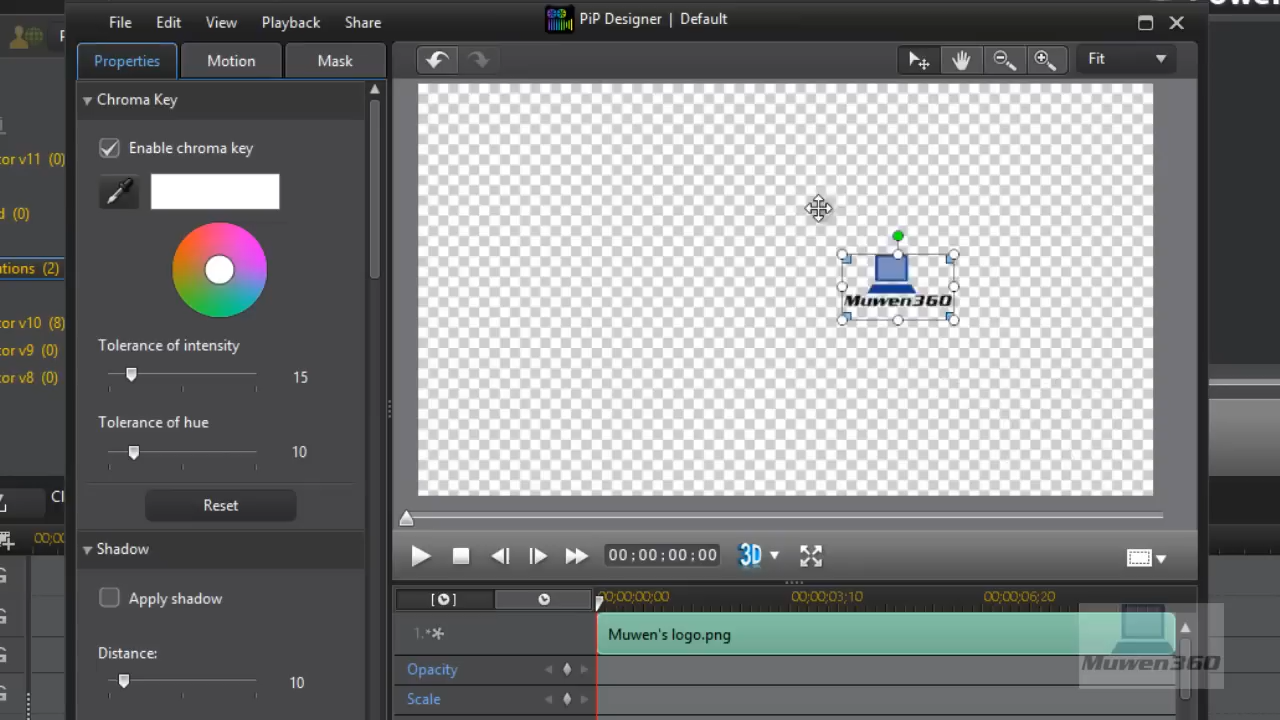 File Edit View Playback Share
PiP Designer | Default
Properties Motion Mask
Fit
Chroma Key
Enable chroma key
Tolerance of intensity
15
Tolerance of hue
10
Reset
Shadow
Apply shadow
Distance:
10
Muwen360
tor v11 (0)
d (0)
tions (2)
tor v10 (8)
tor v9 (0)
tor v8 (0)
00;00;00;00
3D
00;00;00;00 00;00;03;10 00;00;06;20
1.
Muwen's logo.png
Opacity
Scale
Muwen360